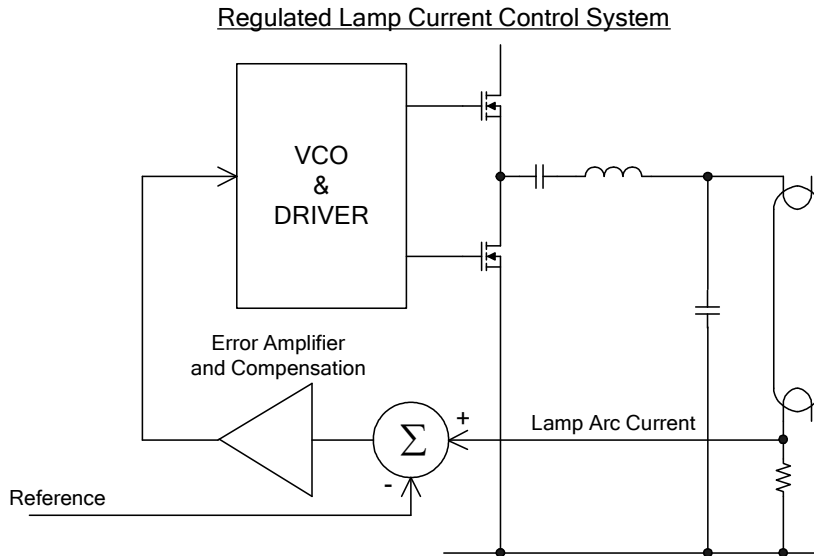 Regulated Lamp Current Control System
VCO
&
DRIVER
Error Amplifier
and Compensation
Σ
+
-
Lamp Arc Current
Reference